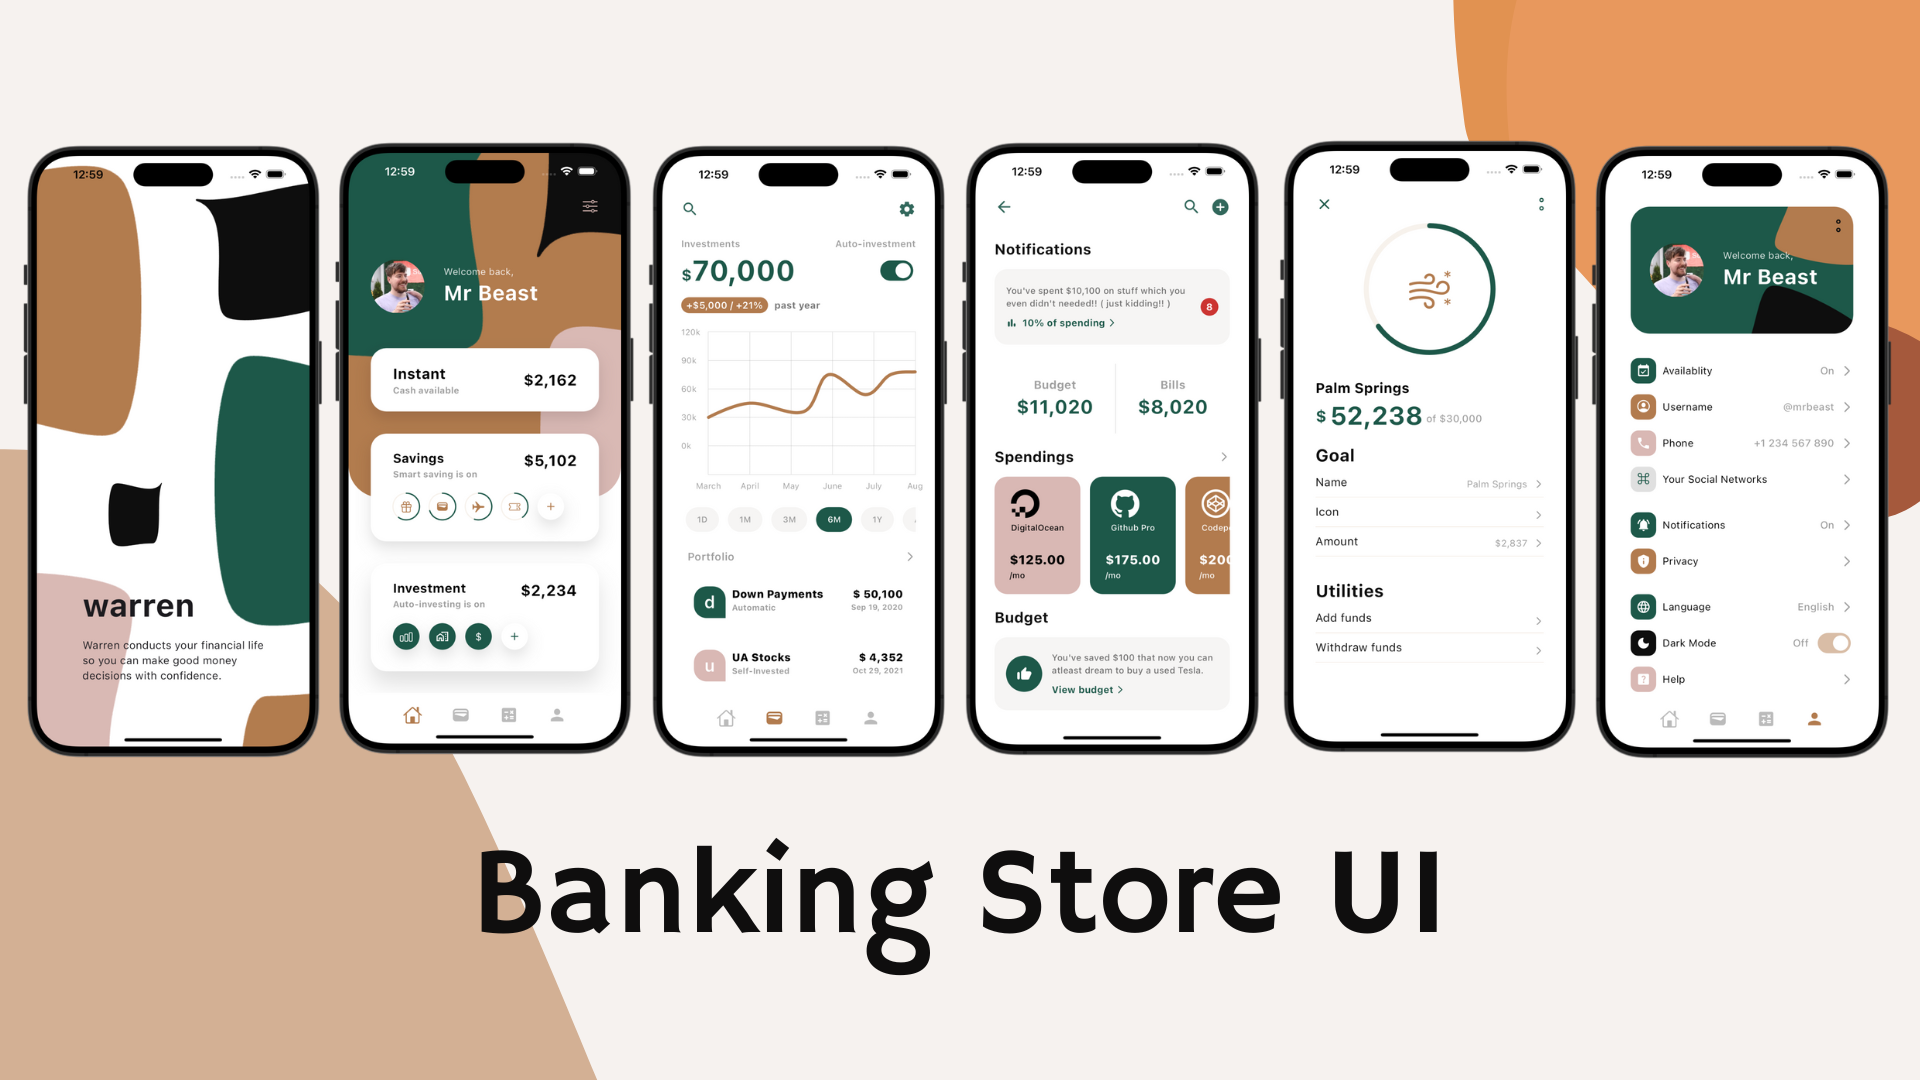 12:59
warren
Warren conducts your financial life
so you can make good money
decisions with confidence.
12:59
Welcome back,
Mr Beast
Instant
Cash available
$2,162
Savings
Smart saving is on
$5,102
Investment
Auto-investing is on
$2,234
$
12:59
Investments
Auto-investment
$70,000
+$5,000 / +21% past year
120k
90k
60k
30k
0k
March April May June July Aug
1D 1M 3M 6M 1Y
Portfolio
d
Down Payments
Automatic
$ 50,100
Sep 19, 2020
u
UA Stocks
Self-Invested
$ 4,352
Oct 29, 2021
12:59
Notifications
You've spent $10,100 on stuff which you
even didn't needed!! ( just kidding!! )
10% of spending
8
Budget
$11,020
Bills
$8,020
Spendings
DigitalOcean
$125.00
/mo
Github Pro
$175.00
/mo
Codep
$200
/mo
Budget
You've saved $100 that now you can
atleast dream to buy a used Tesla.
View budget
12:59
Palm Springs
$ 52,238 of $30,000
Goal
Name Palm Springs
Icon
Amount $2,837
Utilities
Add funds
Withdraw funds
12:59
Welcome back,
Mr Beast
Availablity On
Username @mrbeast
Phone +1 234 567 890
Your Social Networks
Notifications On
Privacy
Language English
Dark Mode Off
Help
Banking Store UI